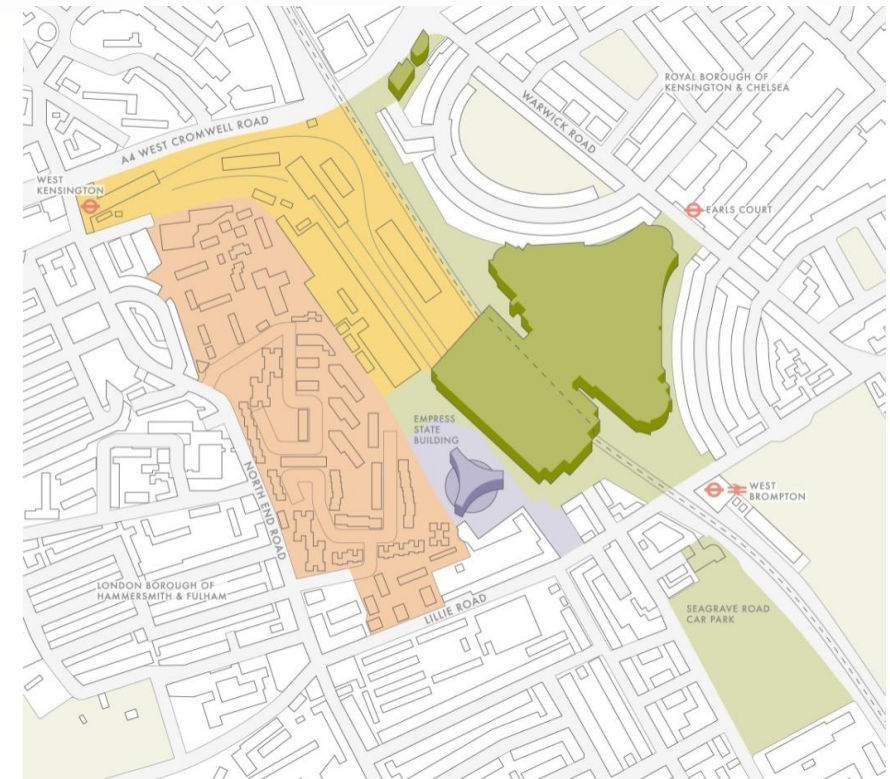 ROYAL BOROUGH OF
KENSINGTON & CHELSEA
WARWICK ROAD
A4 WEST CROMWELL ROAD
WEST
KENSINGTON
EARLS COURT
EMPRESS
STATE
BUILDING
WEST
BROMPTON
NORTH END ROAD
LONDON BOROUGH OF
HAMMERSMITH & FULHAM
LILLIE ROAD
SEAGRAVE ROAD
CAR PARK